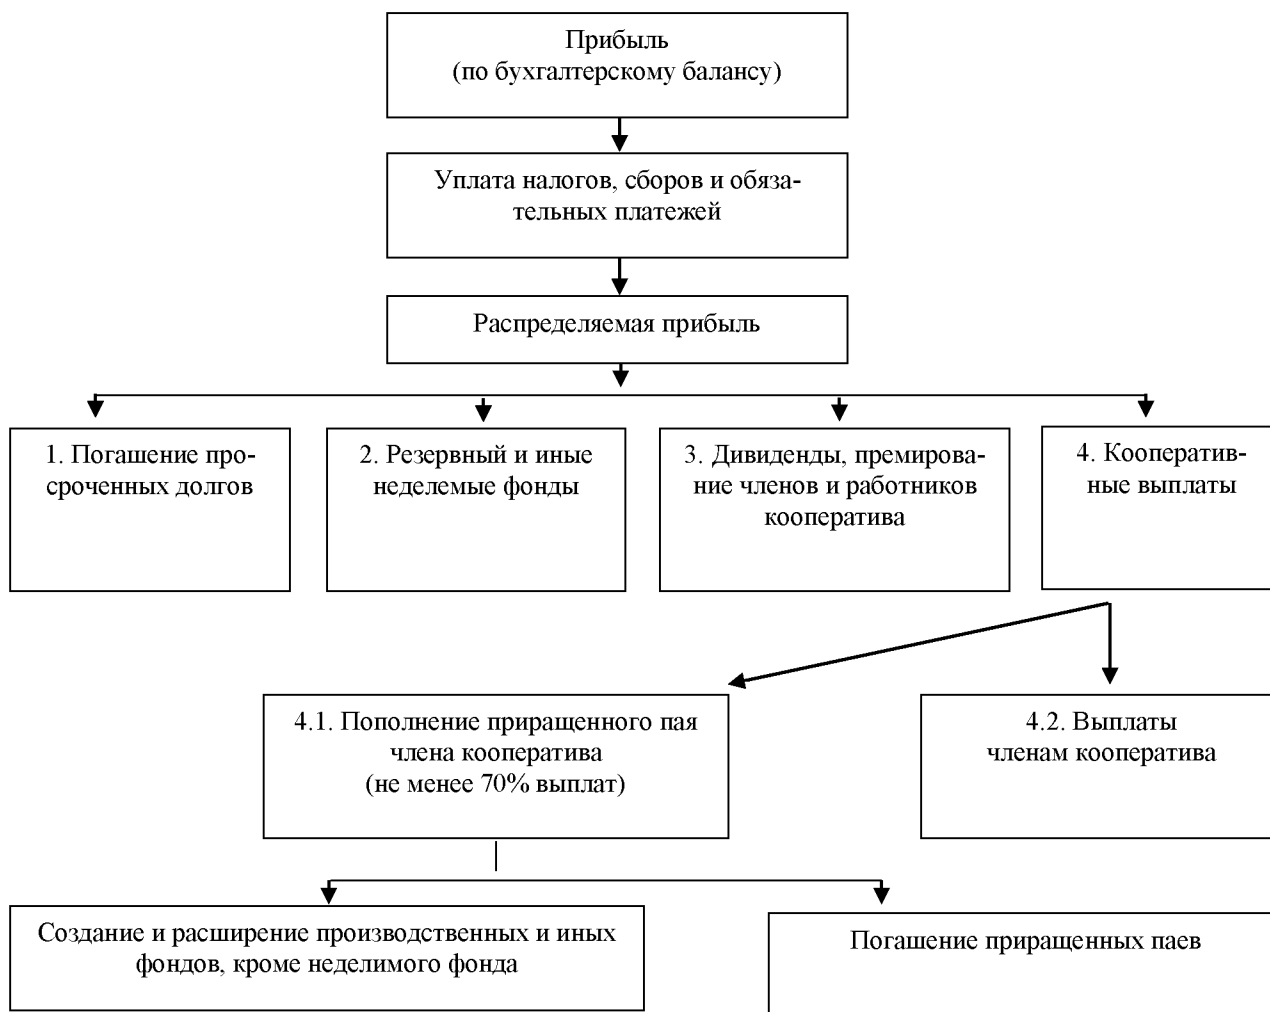 Прибыль
(по бухгалтерскому балансу)
Уплата налогов, сборов и обяза-
тельных платежей
Распределяемая прибыль
1. Погашение про-
сроченных долгов
2. Резервный и иные
неделемые фонды
3. Дивиденды, премирова-
ние членов и работников
кооператива
4. Кооператив-
ные выплаты
4.1. Пополнение приращенного пая
члена кооператива
(не менее 70% выплат)
4.2. Выплаты
членам кооператива
Создание и расширение производственных и иных
фондов, кроме неделимого фонда
Погашение приращенных паев